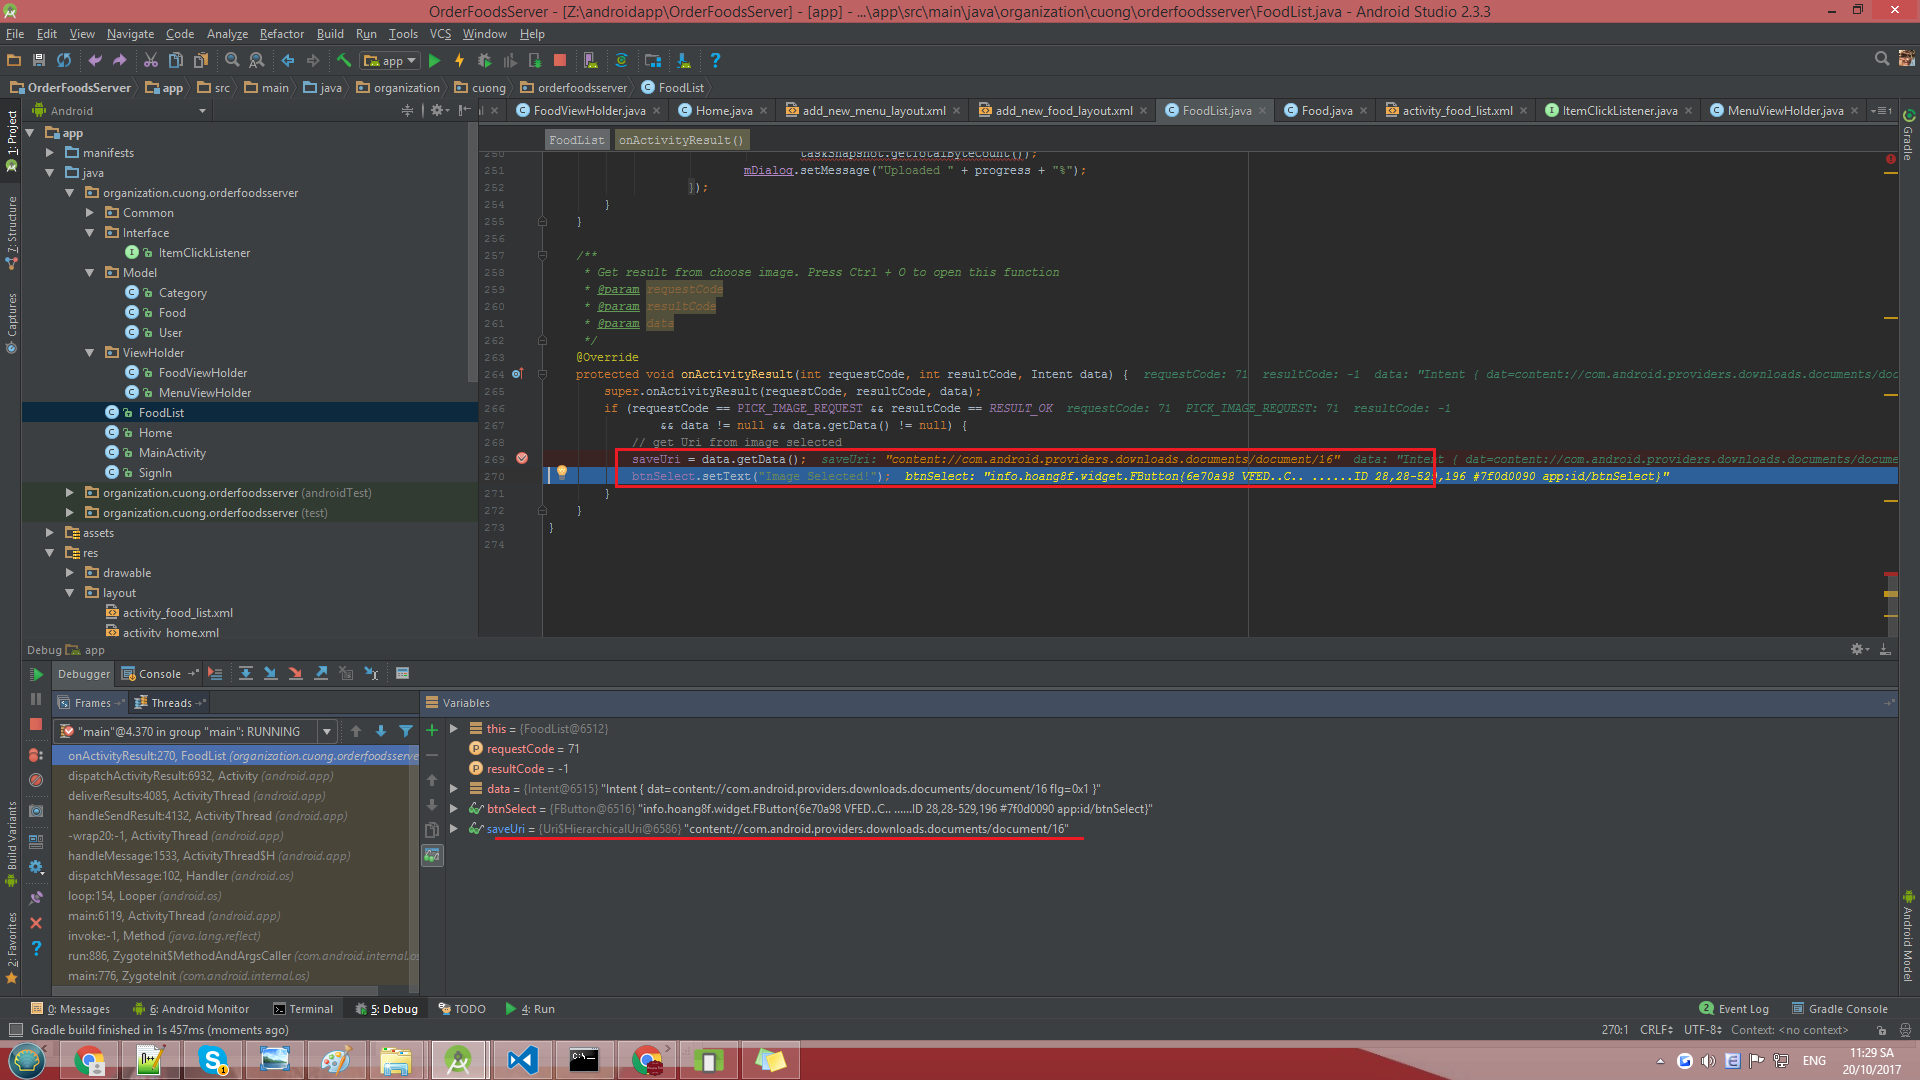 OrderFoodsServer - [Z:\androidapp\OrderFoodsServer] - [app] - ...\app\src\main\java\organization\cuong\orderfoodsserver\FoodList.java - Android Studio 2.3.3
File Edit View Navigate Code Analyze Refactor Build Run Tools VCS Window Help
app
OrderFoodsServer app src main java organization cuong orderfoodsserver FoodList
Android
FoodViewHolder.java Home.java add_new_menu_layout.xml add_new_food_layout.xml FoodList.java Food.java activity_food_list.xml ItemClickListener.java MenuViewHolder.java
1: Project
7: Structure
Captures
Build Variants
2: Favorites
Gradle
Android Model
app
manifests
java
organization.cuong.orderfoodsserver
Common
Interface
ItemClickListener
Model
Category
Food
User
ViewHolder
FoodViewHolder
MenuViewHolder
FoodList
Home
MainActivity
SignIn
organization.cuong.orderfoodsserver (androidTest)
organization.cuong.orderfoodsserver (test)
assets
res
drawable
layout
activity_food_list.xml
activity_home.xml
FoodList onActivityResult()
250 taskSnapshot.getTotalByteCount());
251 mDialog.setMessage("Uploaded " + progress + "%");
252 });
254 }
255 }
256
257 /**
258 * Get result from choose image. Press Ctrl + O to open this function
259 * @param requestCode
260 * @param resultCode
261 * @param data
262 */
263 @Override
264 protected void onActivityResult(int requestCode, int resultCode, Intent data) { requestCode: 71 resultCode: -1 data: "Intent { dat=content://com.android.providers.downloads.documents/doc
265 super.onActivityResult(requestCode, resultCode, data);
266 if (requestCode == PICK_IMAGE_REQUEST && resultCode == RESULT_OK requestCode: 71 PICK_IMAGE_REQUEST: 71 resultCode: -1
267 && data != null && data.getData() != null) {
268 // get Uri from image selected
269 saveUri = data.getData(); saveUri: "content://com.android.providers.downloads.documents/document/16" data: "Intent { dat=content://com.android.providers.downloads.docume
270 btnSelect.setText("Image Selected!"); btnSelect: "info.hoang8f.widget.FButton{6e70a98 VFED..C.. ......ID 28,28-529,196 #7f0d0090 app:id/btnSelect}"
271 }
272 }
273 }
274
Debug app
Debugger Console
Frames Threads
Variables
"main"@4.370 in group "main": RUNNING
onActivityResult:270, FoodList (organization.cuong.orderfoodsserve
dispatchActivityResult:6932, Activity (android.app)
deliverResults:4085, ActivityThread (android.app)
handleSendResult:4132, ActivityThread (android.app)
-wrap20:-1, ActivityThread (android.app)
handleMessage:1533, ActivityThread$H (android.app)
dispatchMessage:102, Handler (android.os)
loop:154, Looper (android.os)
main:6119, ActivityThread (android.app)
invoke:-1, Method (java.lang.reflect)
run:886, ZygoteInit$MethodAndArgsCaller (com.android.internal.os
main:776, ZygoteInit (com.android.internal.os)
this = {FoodList@6512}
requestCode = 71
resultCode = -1
data = {Intent@6515} "Intent { dat=content://com.android.providers.downloads.documents/document/16 flg=0x1 }"
btnSelect = {FButton@6516} "info.hoang8f.widget.FButton{6e70a98 VFED..C.. ......ID 28,28-529,196 #7f0d0090 app:id/btnSelect}"
saveUri = {Uri$HierarchicalUri@6586} "content://com.android.providers.downloads.documents/document/16"
0: Messages 6: Android Monitor Terminal 5: Debug TODO 4: Run
2 Event Log Gradle Console
Gradle build finished in 1s 457ms (moments ago)
270:1 CRLF UTF-8 Context: <no context>
ENG
11:29 SA
20/10/2017